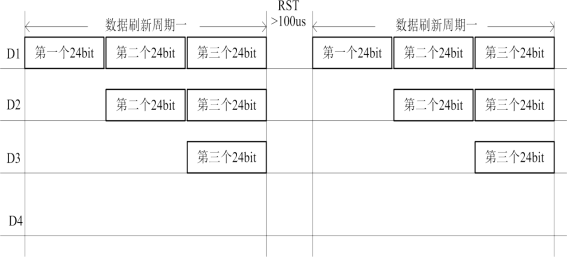 RST
数据刷新周期一 >100us 数据刷新周期一
D1 第一个24bit 第二个24bit 第三个24bit 第一个24bit 第二个24bit 第三个24bit
D2 第二个24bit 第三个24bit 第二个24bit 第三个24bit
D3 第三个24bit 第三个24bit
D4